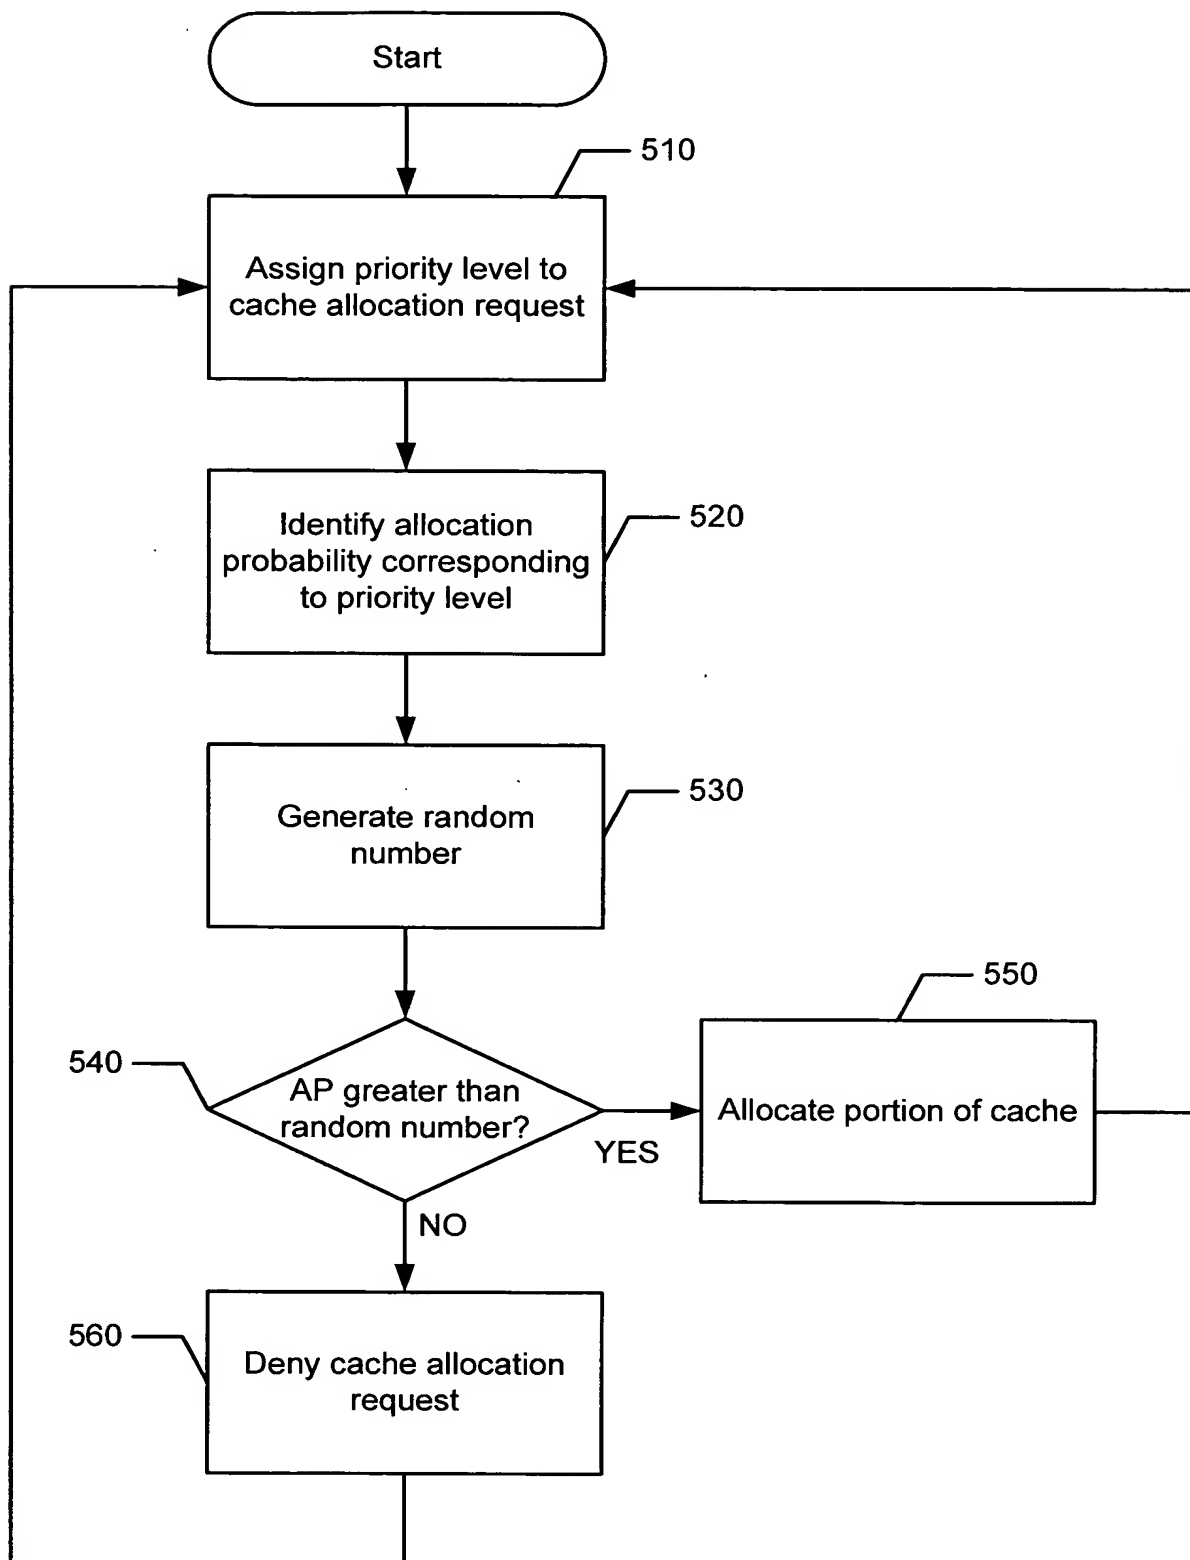 Start
510
Assign priority level to
cache allocation request
Identify allocation
probability corresponding
to priority level
520
Generate random
number
530
540
AP greater than
random number?
YES
550
Allocate portion of cache
NO
560
Deny cache allocation
request